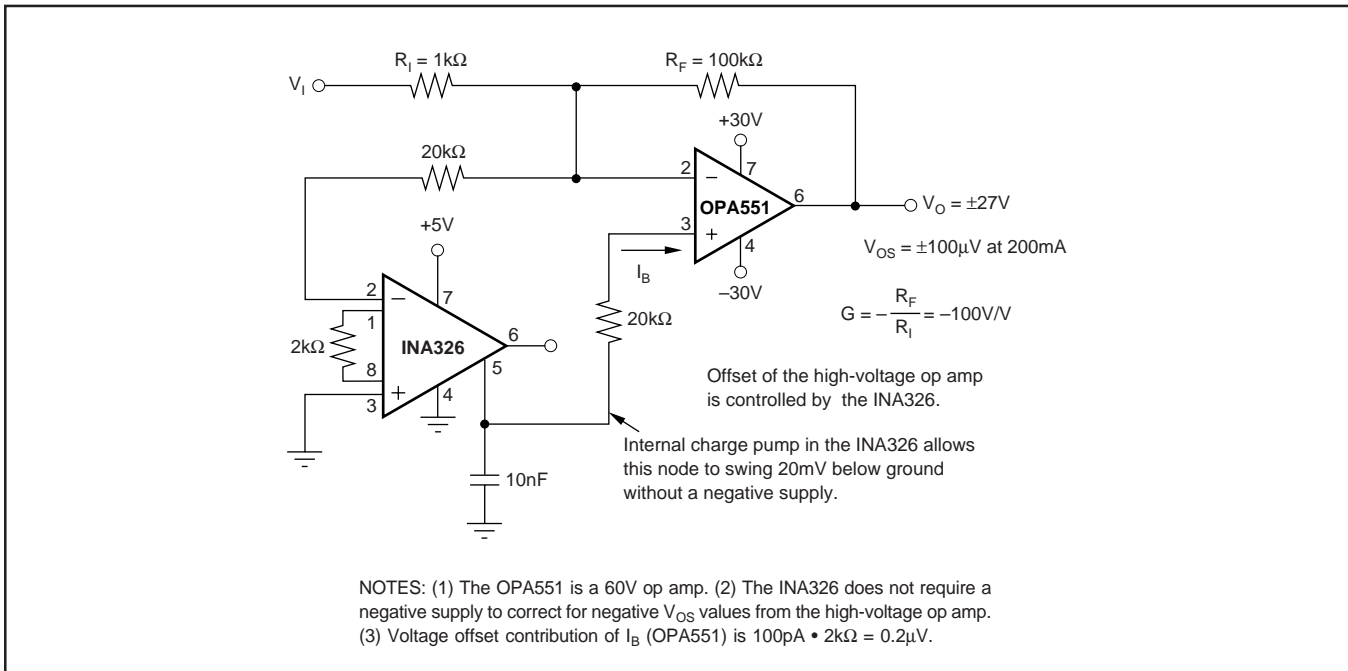 R_I = 1kΩ
R_F = 100kΩ
V_I
+30V
20kΩ
2
−
7
6
OPA551
V_O = ±27V
+5V
3
+
4
I_B
V_OS = ±100μV at 200mA
–30V
2
−
7
1
20kΩ
G = – R_F / R_I = –100V/V
2kΩ
INA326
6
5
8
+
4
3
Offset of the high-voltage op amp
is controlled by the INA326.
Internal charge pump in the INA326 allows
this node to swing 20mV below ground
without a negative supply.
10nF
NOTES: (1) The OPA551 is a 60V op amp. (2) The INA326 does not require a
negative supply to correct for negative V_OS values from the high-voltage op amp.
(3) Voltage offset contribution of I_B (OPA551) is 100pA • 2kΩ = 0.2μV.